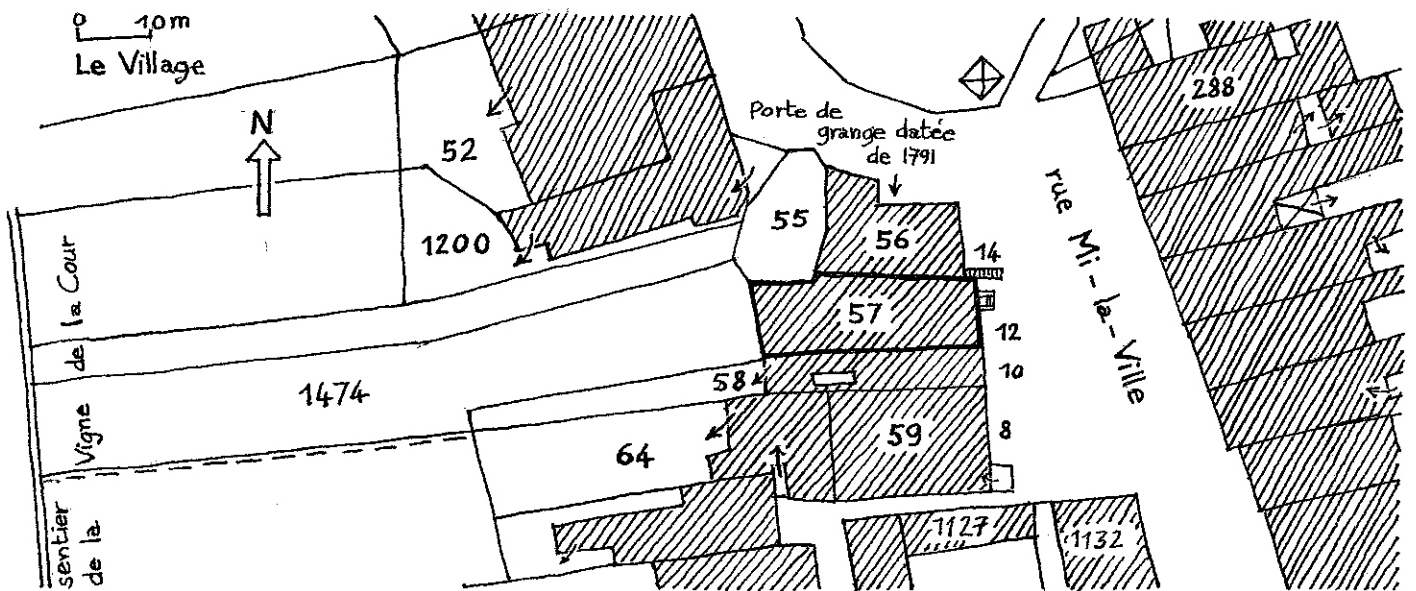 0 10m
Le Village
N
52
288
Porte de
grange datée
de 1791
55
1200
56
14
57
12
rue Mi-la-Ville
10
58
1474
8
59
64
1127
1132
sentier
de la
Vigne de la Cour